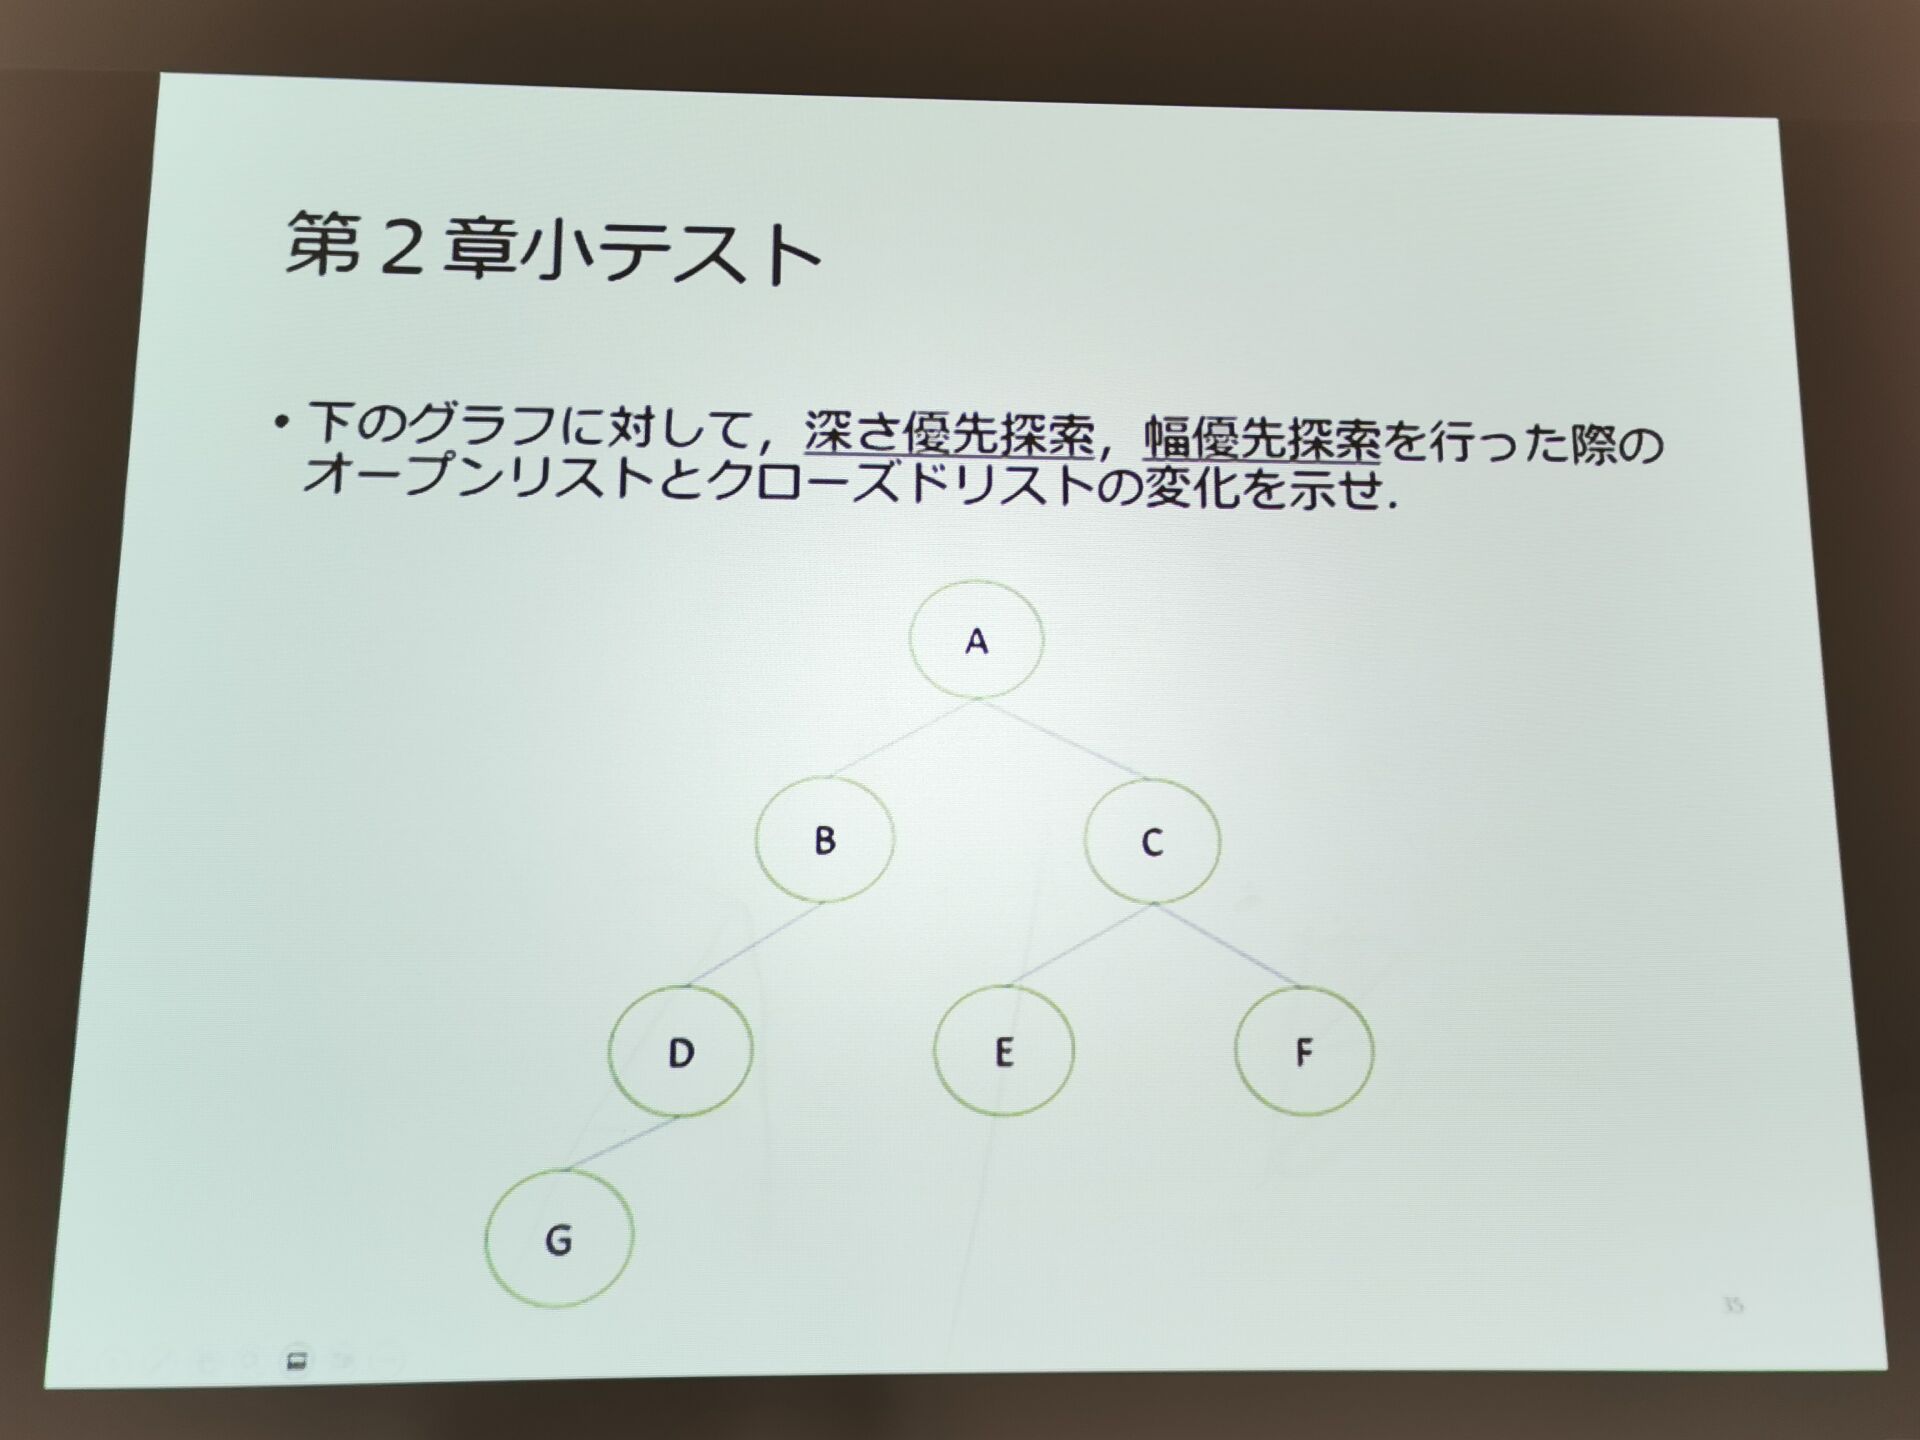 第２章小テスト
• 下のグラフに対して，深さ優先探索，幅優先探索を行った際の
オープンリストとクローズドリストの変化を示せ．
A
B C
D E F
G
35